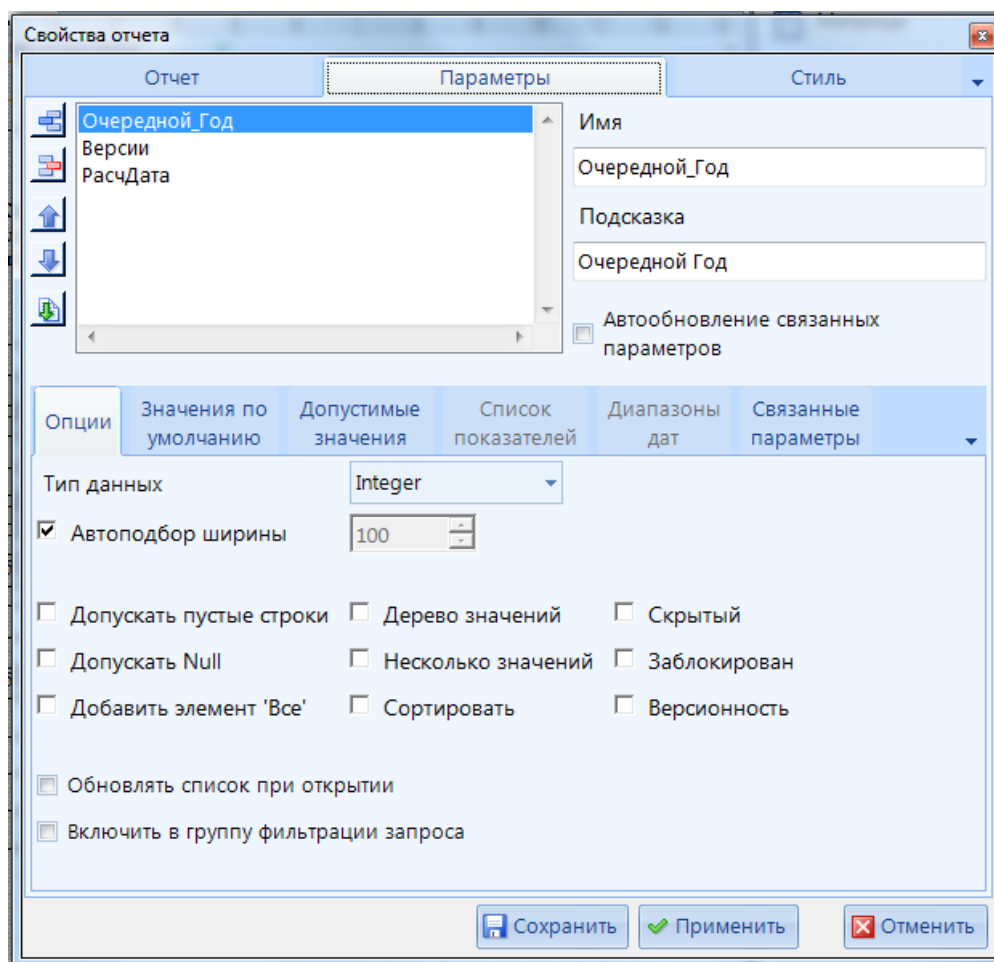 Свойства отчета
Отчет Параметры Стиль
Очередной_Год
Версии
РасчДата
Имя
Очередной_Год
Подсказка
Очередной Год
Автообновление связанных
параметров
Опции
Значения по
умолчанию
Допустимые
значения
Список
показателей
Диапазоны
дат
Связанные
параметры
Тип данных Integer
Автоподбор ширины 100
Допускать пустые строки Дерево значений Скрытый
Допускать Null Несколько значений Заблокирован
Добавить элемент 'Все' Сортировать Версионность
Обновлять список при открытии
Включить в группу фильтрации запроса
Сохранить Применить Отменить